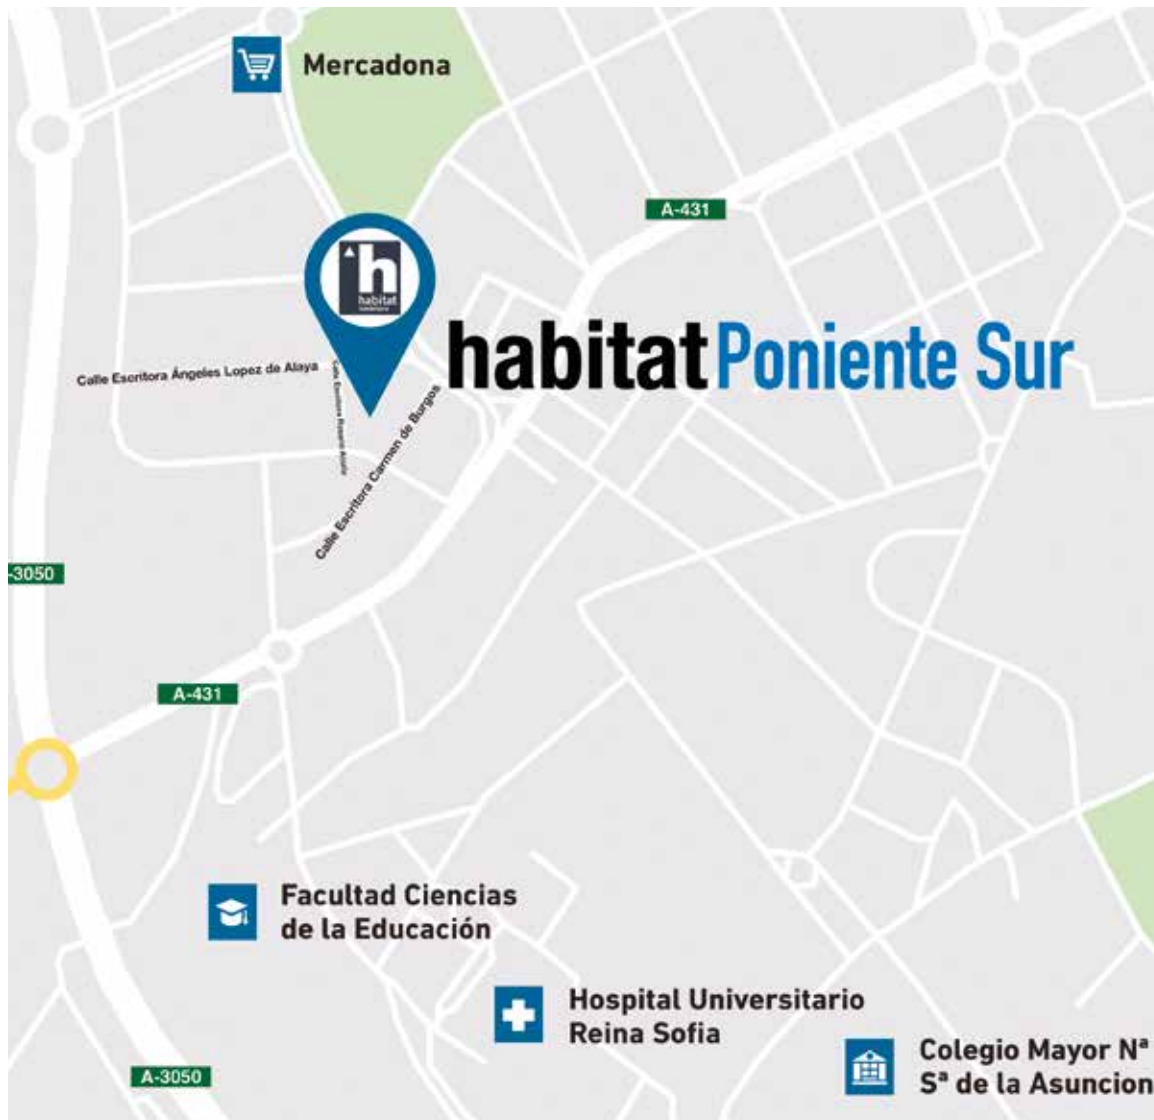 Mercadona
A-431
h
habitat
habitat Poniente Sur
Calle Escritora Ángeles Lopez de Alaya
Calle Escritora Carmen de Burgos
-3050
A-431
Facultad Ciencias
de la Educación
Hospital Universitario
Reina Sofia
Colegio Mayor Nª
Sª de la Asuncion
A-3050